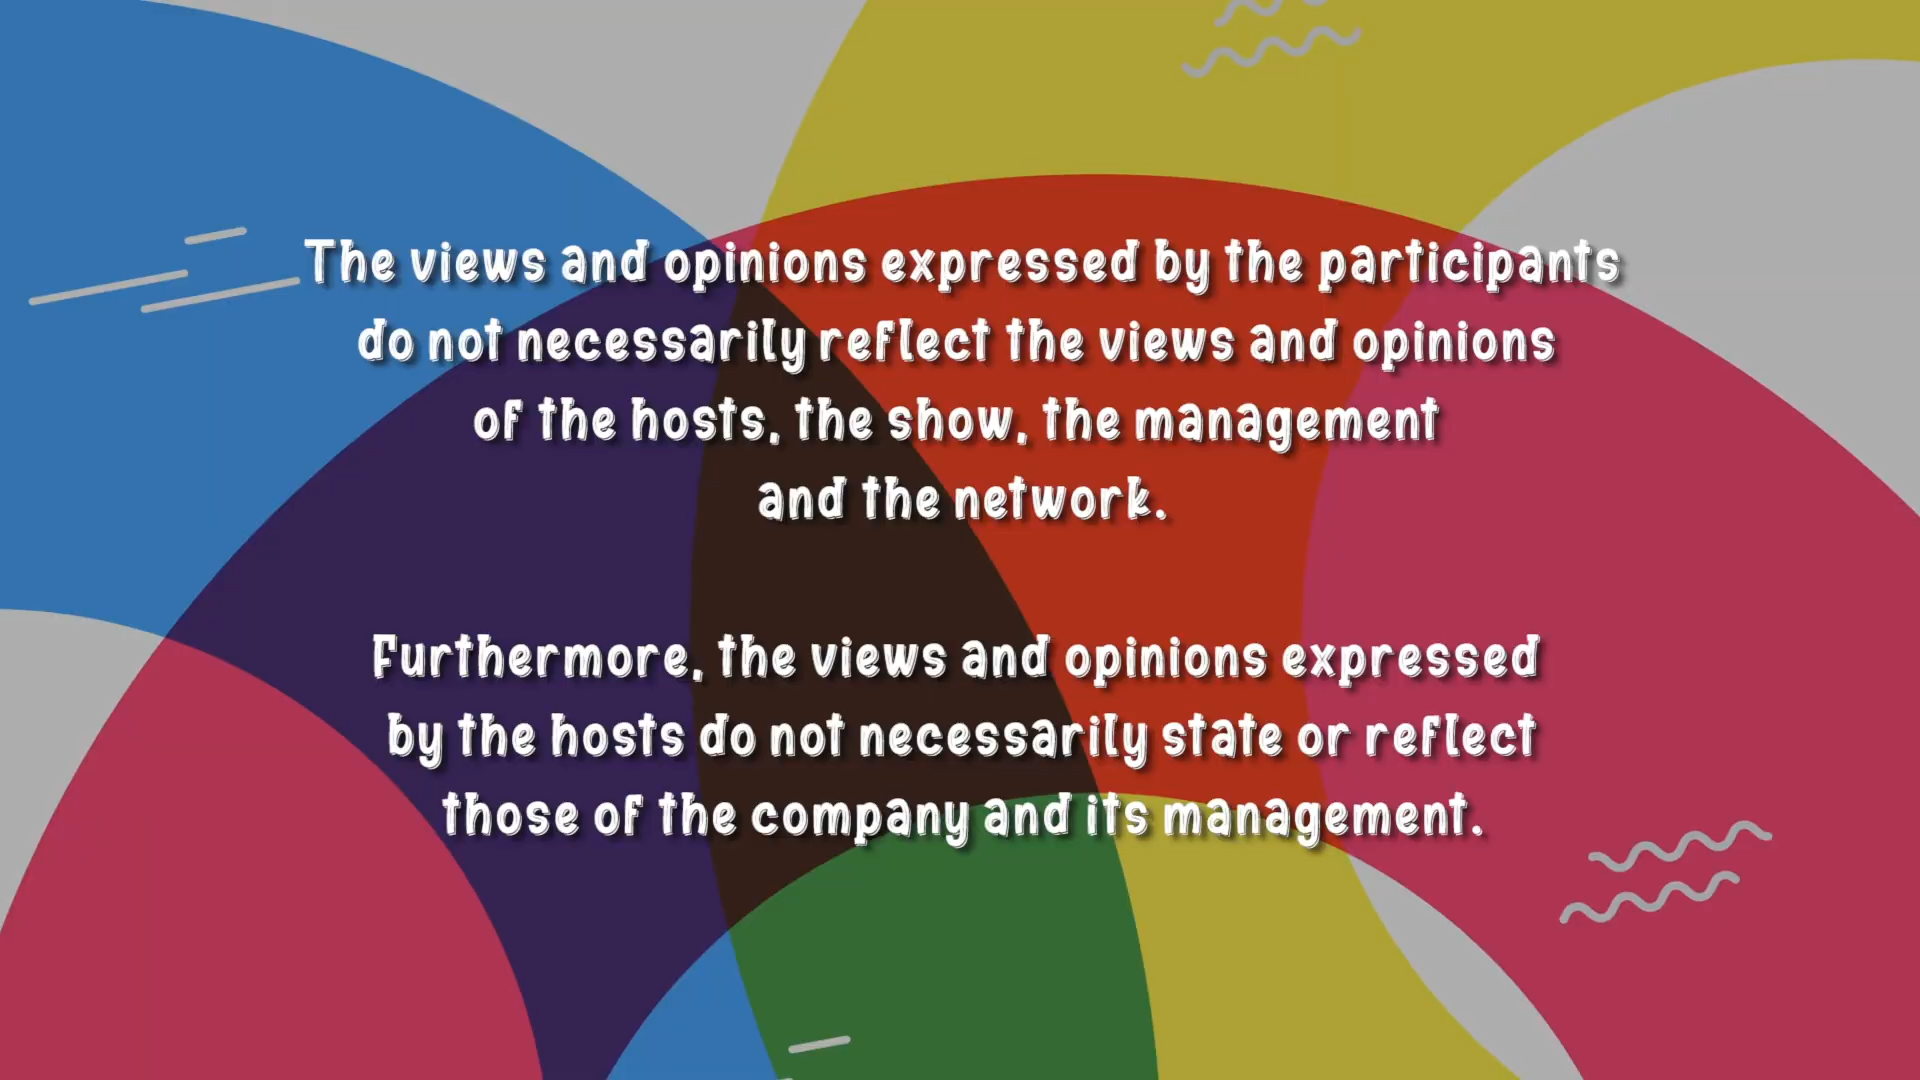 The views and opinions expressed by the participants
do not necessarily reflect the views and opinions
of the hosts, the show, the management
and the network.
Furthermore, the views and opinions expressed
by the hosts do not necessarily state or reflect
those of the company and its management.